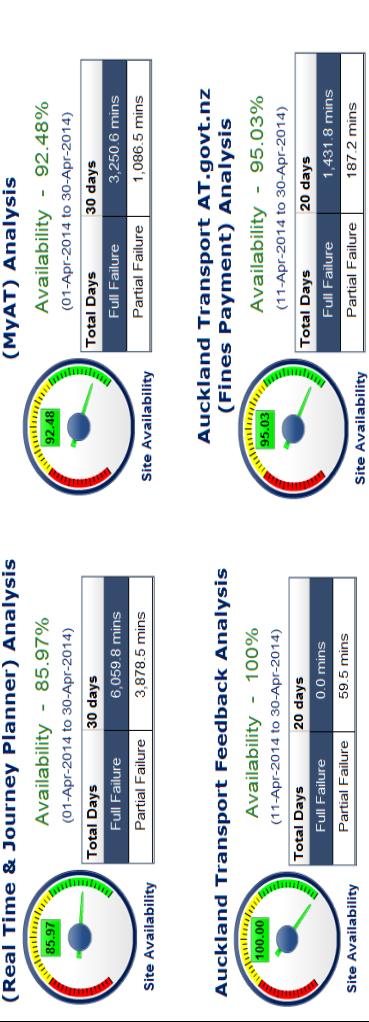 (Real Time & Journey Planner) Analysis
85.97
Site Availability
Availability - 85.97%
(01-Apr-2014 to 30-Apr-2014)
Total Days 30 days
Full Failure 6,059.8 mins
Partial Failure 3,878.5 mins
(MyAT) Analysis
92.48
Site Availability
Availability - 92.48%
(01-Apr-2014 to 30-Apr-2014)
Total Days 30 days
Full Failure 3,250.6 mins
Partial Failure 1,086.5 mins
Auckland Transport Feedback Analysis
100.00
Site Availability
Availability - 100%
(11-Apr-2014 to 30-Apr-2014)
Total Days 20 days
Full Failure 0.0 mins
Partial Failure 59.5 mins
Auckland Transport AT.govt.nz
(Fines Payment) Analysis
95.03
Site Availability
Availability - 95.03%
(11-Apr-2014 to 30-Apr-2014)
Total Days 20 days
Full Failure 1,431.8 mins
Partial Failure 187.2 mins